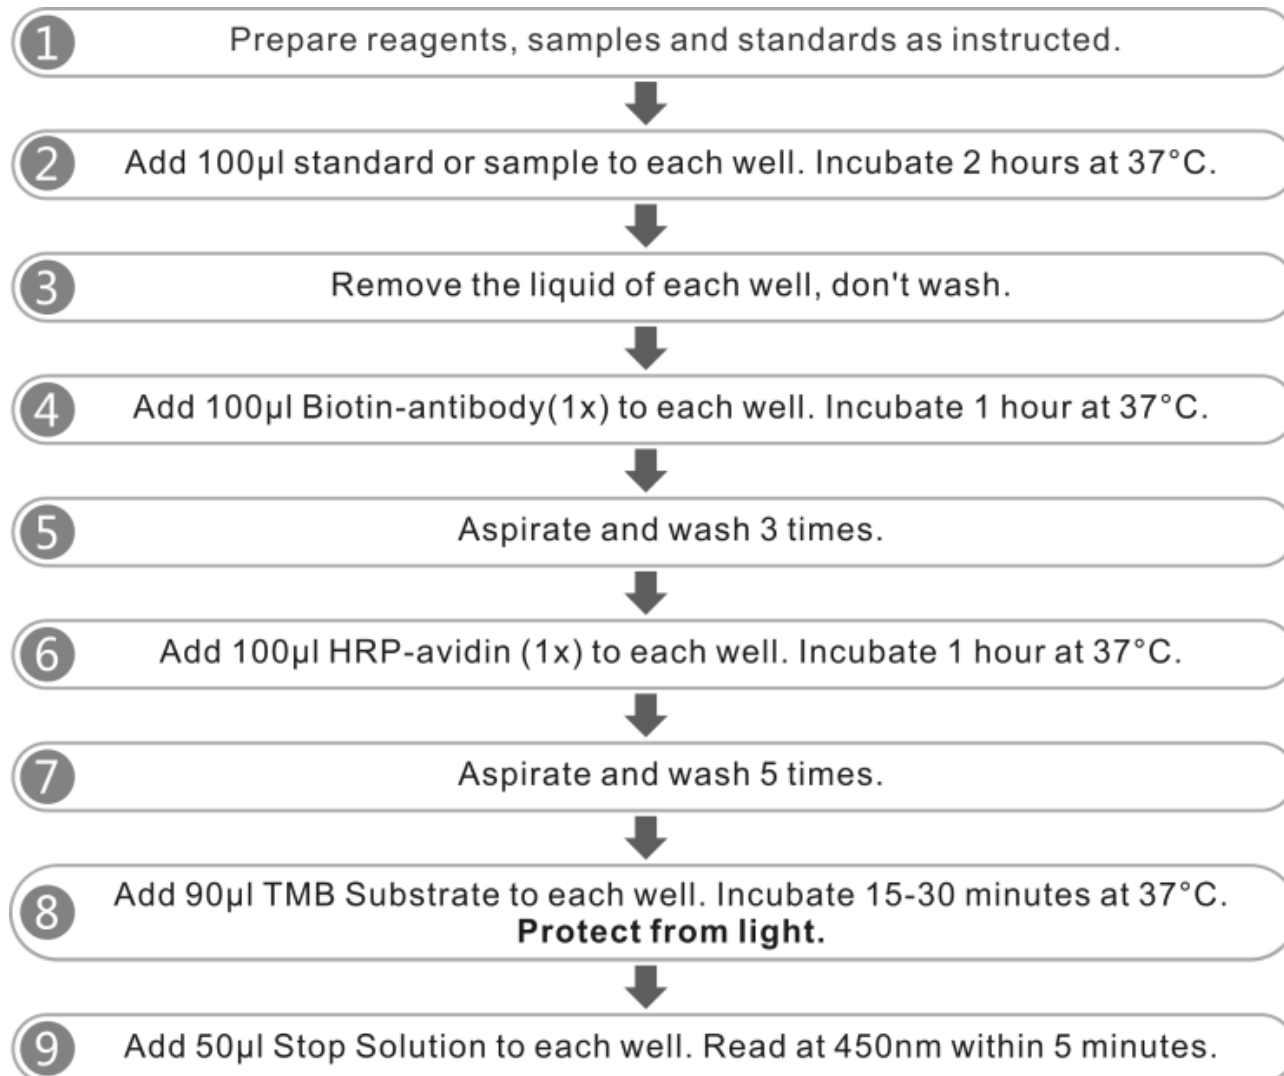 1 Prepare reagents, samples and standards as instructed.
2 Add 100µl standard or sample to each well. Incubate 2 hours at 37°C.
3 Remove the liquid of each well, don't wash.
4 Add 100µl Biotin-antibody(1x) to each well. Incubate 1 hour at 37°C.
5 Aspirate and wash 3 times.
6 Add 100µl HRP-avidin (1x) to each well. Incubate 1 hour at 37°C.
7 Aspirate and wash 5 times.
8 Add 90µl TMB Substrate to each well. Incubate 15-30 minutes at 37°C.
Protect from light.
9 Add 50µl Stop Solution to each well. Read at 450nm within 5 minutes.